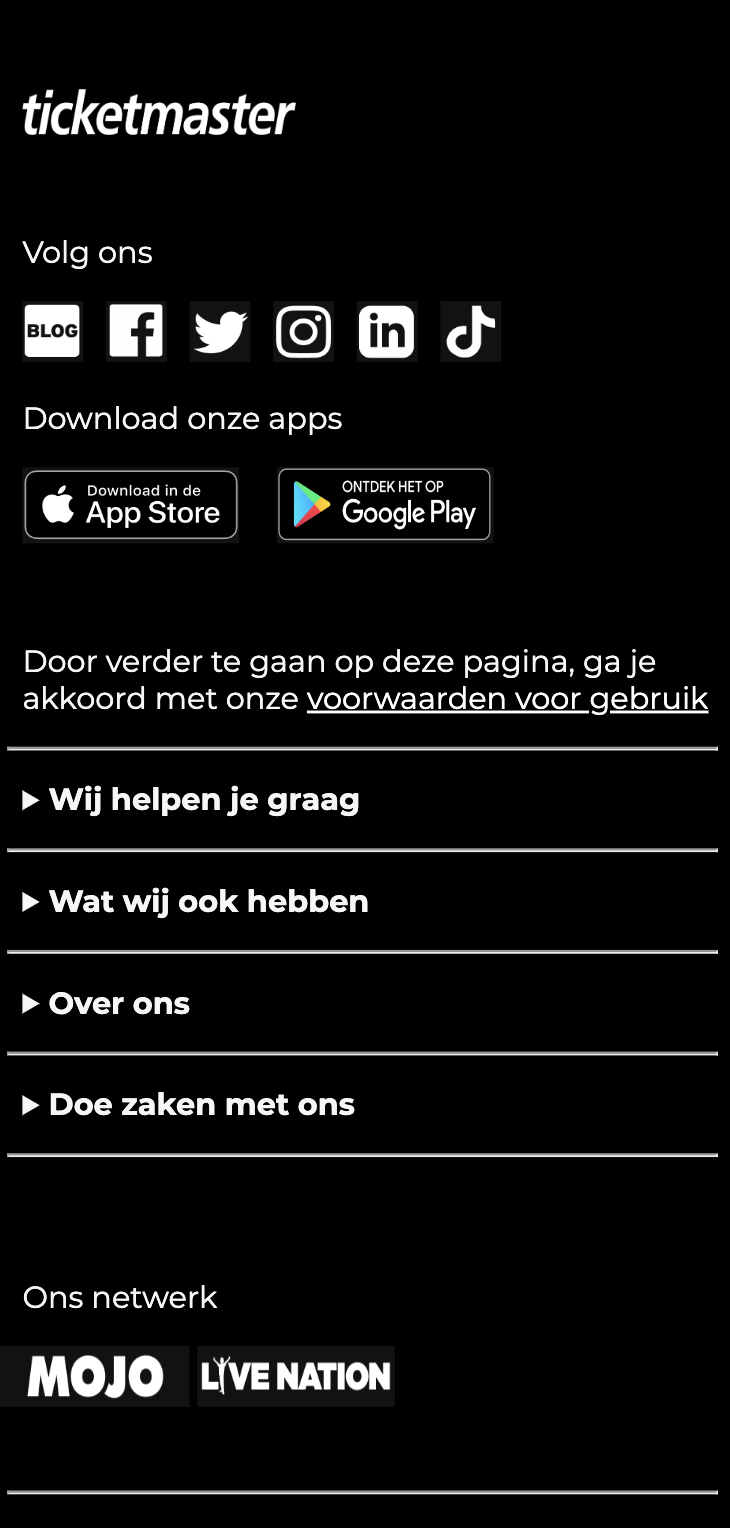 ticketmaster
Volg ons
BLOG
Download onze apps
Download in de
App Store
ONTDEK HET OP
Google Play
Door verder te gaan op deze pagina, ga je
akkoord met onze voorwaarden voor gebruik
Wij helpen je graag
Wat wij ook hebben
Over ons
Doe zaken met ons
Ons netwerk
MOJO LIVE NATION